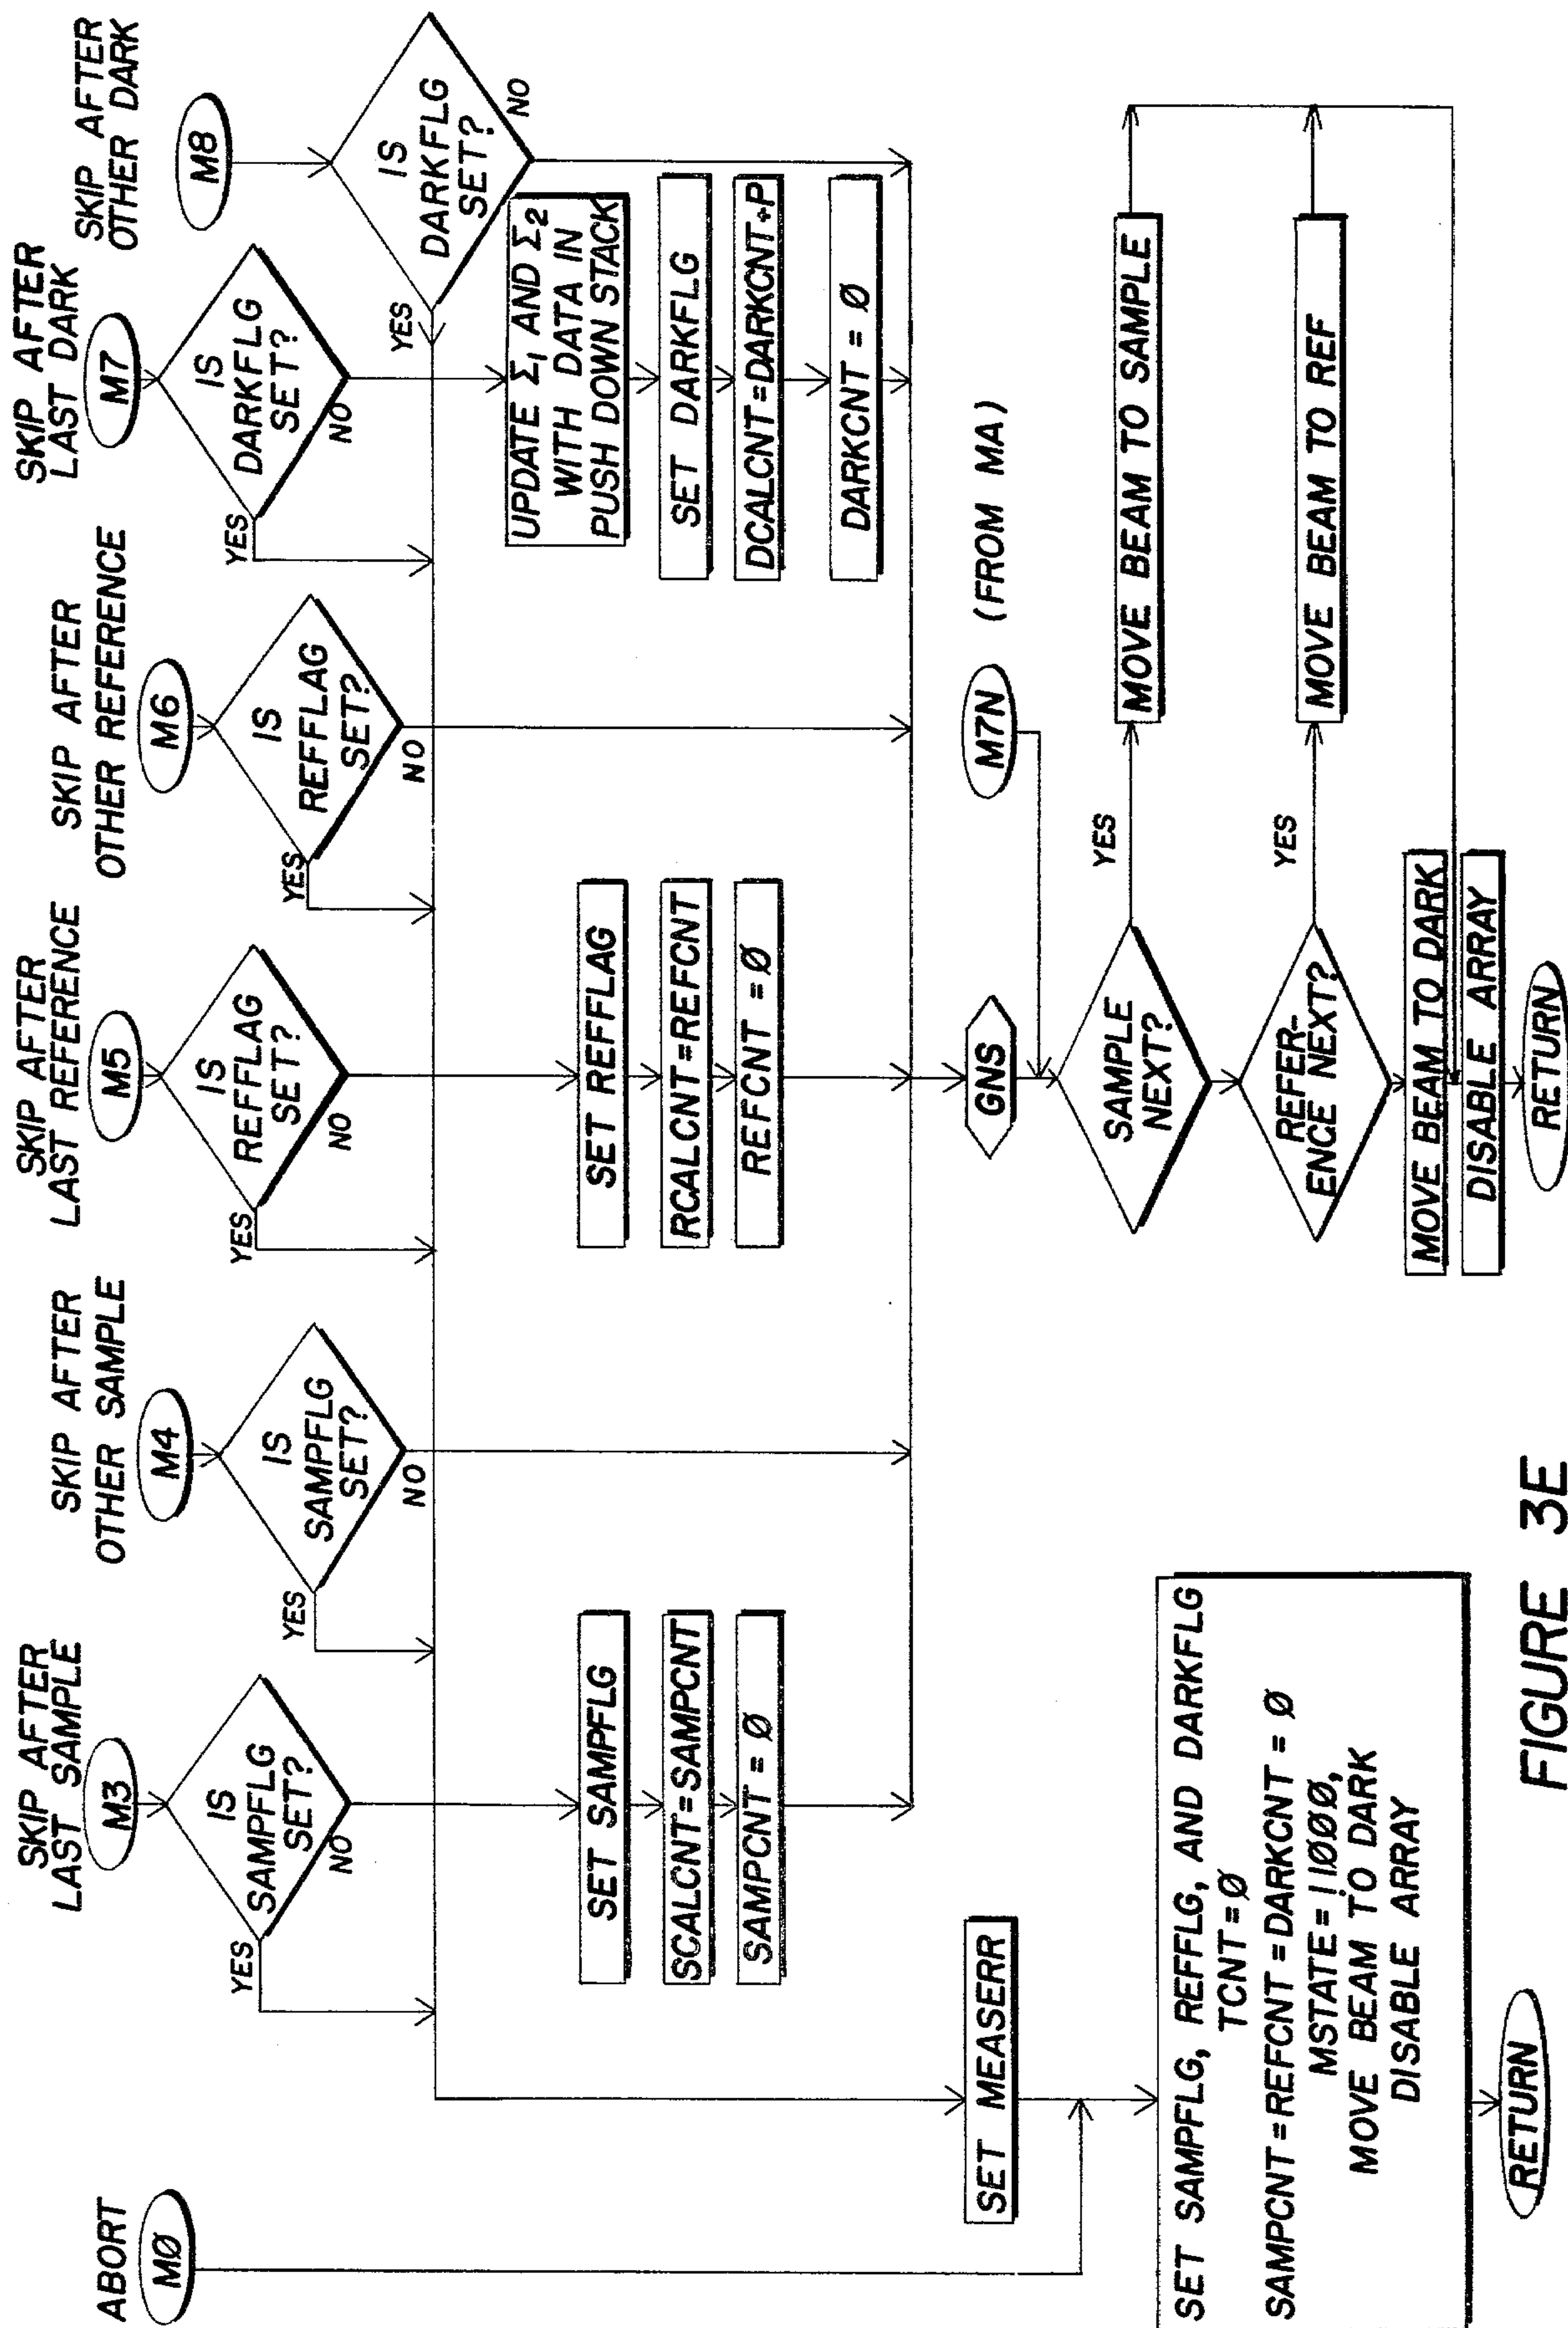 ABORT
MØ
SKIP AFTER
LAST SAMPLE
M3
IS
SAMPFLG
SET?
YES
NO
SKIP AFTER
OTHER SAMPLE
M4
IS
SAMPFLG
SET?
YES
NO
SKIP AFTER
LAST REFERENCE
M5
IS
REFFLAG
SET?
YES
NO
SKIP AFTER
OTHER REFERENCE
M6
IS
REFFLAG
SET?
YES
NO
SKIP AFTER
LAST DARK
M7
IS
DARKFLG
SET?
YES
NO
SKIP AFTER
OTHER DARK
M8
IS
DARKFLG
SET?
YES
NO
SET SAMPFLG
SCALCNT=SAMPCNT
SAMPCNT = Ø
SET REFFLAG
RCALCNT=REFCNT
REFCNT = Ø
UPDATE Σ1 AND Σ2
WITH DATA IN
PUSH DOWN STACK
SET DARKFLG
DCALCNT=DARKCNT+P
DARKCNT = Ø
SET MEASERR
SET SAMPFLG, REFFLG, AND DARKFLG
TCNT=Ø
SAMPCNT=REFCNT=DARKCNT = Ø
MSTATE = 11ØØØ,
MOVE BEAM TO DARK
DISABLE ARRAY
RETURN
GNS
M7N (FROM MA)
SAMPLE
NEXT?
YES
MOVE BEAM TO SAMPLE
REFER-
ENCE NEXT?
YES
MOVE BEAM TO REF
MOVE BEAM TO DARK
DISABLE ARRAY
RETURN
FIGURE 3E